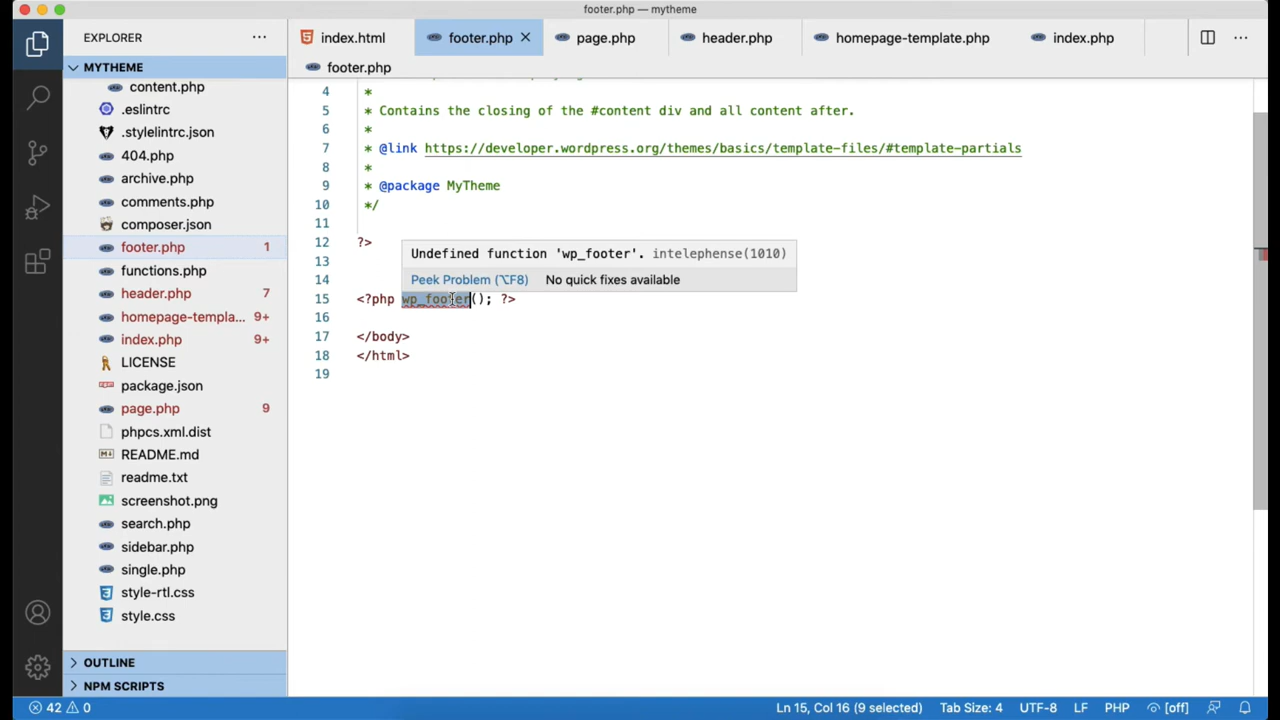 footer.php — mytheme
EXPLORER
MYTHEME
content.php
.eslintrc
.stylelintrc.json
404.php
archive.php
comments.php
composer.json
footer.php 1
functions.php
header.php 7
homepage-templa... 9+
index.php 9+
LICENSE
package.json
page.php 9
phpcs.xml.dist
README.md
readme.txt
screenshot.png
search.php
sidebar.php
single.php
style-rtl.css
style.css
OUTLINE
NPM SCRIPTS
index.html footer.php page.php header.php homepage-template.php index.php
footer.php
4 *
5 * Contains the closing of the #content div and all content after.
6 *
7 * @link https://developer.wordpress.org/themes/basics/template-files/#template-partials
8 *
9 * @package MyTheme
10 */
11
12 ?>
Undefined function 'wp_footer'. intelephense(1010)
13
Peek Problem (⌥F8) No quick fixes available
14
15 <?php wp_footer(); ?>
16
17 </body>
18 </html>
19
42 0 Ln 15, Col 16 (9 selected) Tab Size: 4 UTF-8 LF PHP [off]